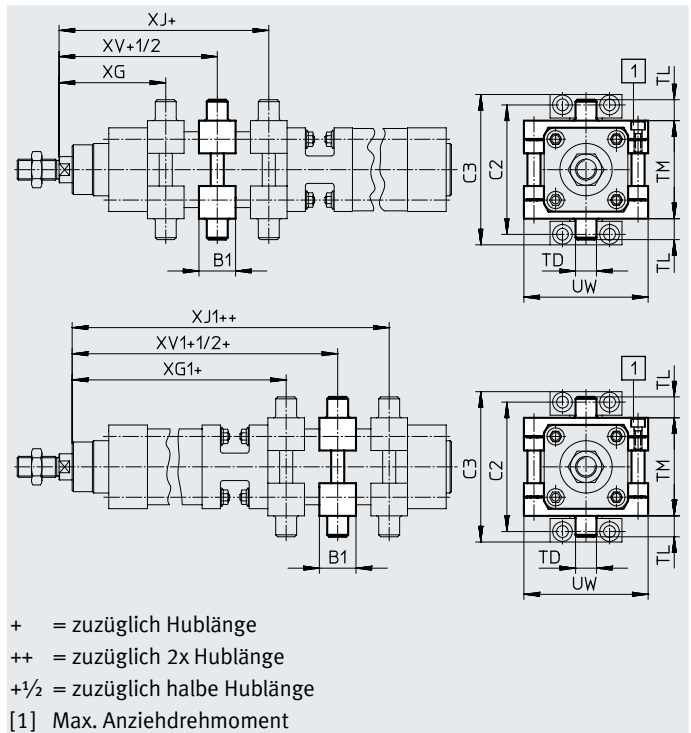 XJ+
XV+1/2
XG
1
TL
C3
C2
TM
B1
TD
UW
TL
XJ1++
XV1+1/2+
XG1+
1
TL
C3
C2
TM
B1
TD
UW
TL
+ = zuzüglich Hublänge
++ = zuzüglich 2x Hublänge
+½ = zuzüglich halbe Hublänge
[1] Max. Anziehdrehmoment